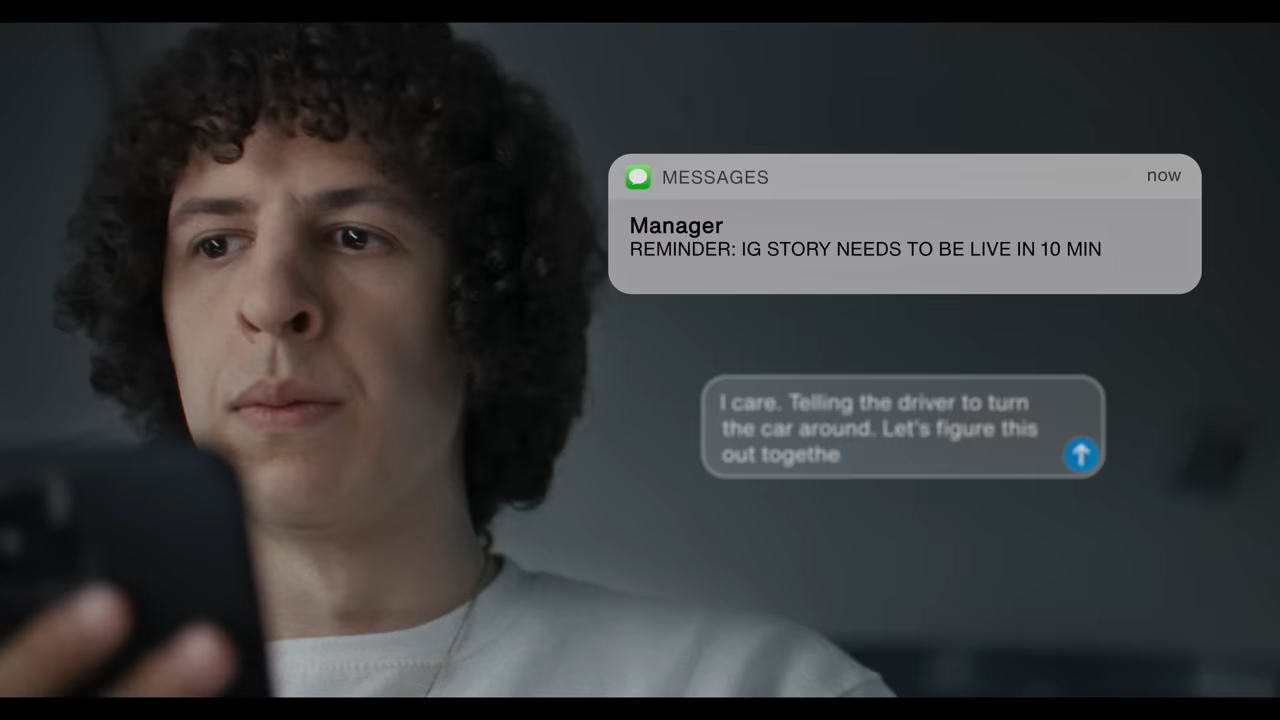 MESSAGES
now
Manager
REMINDER: IG STORY NEEDS TO BE LIVE IN 10 MIN
I care. Telling the driver to turn
the car around. Let's figure this
out togethe